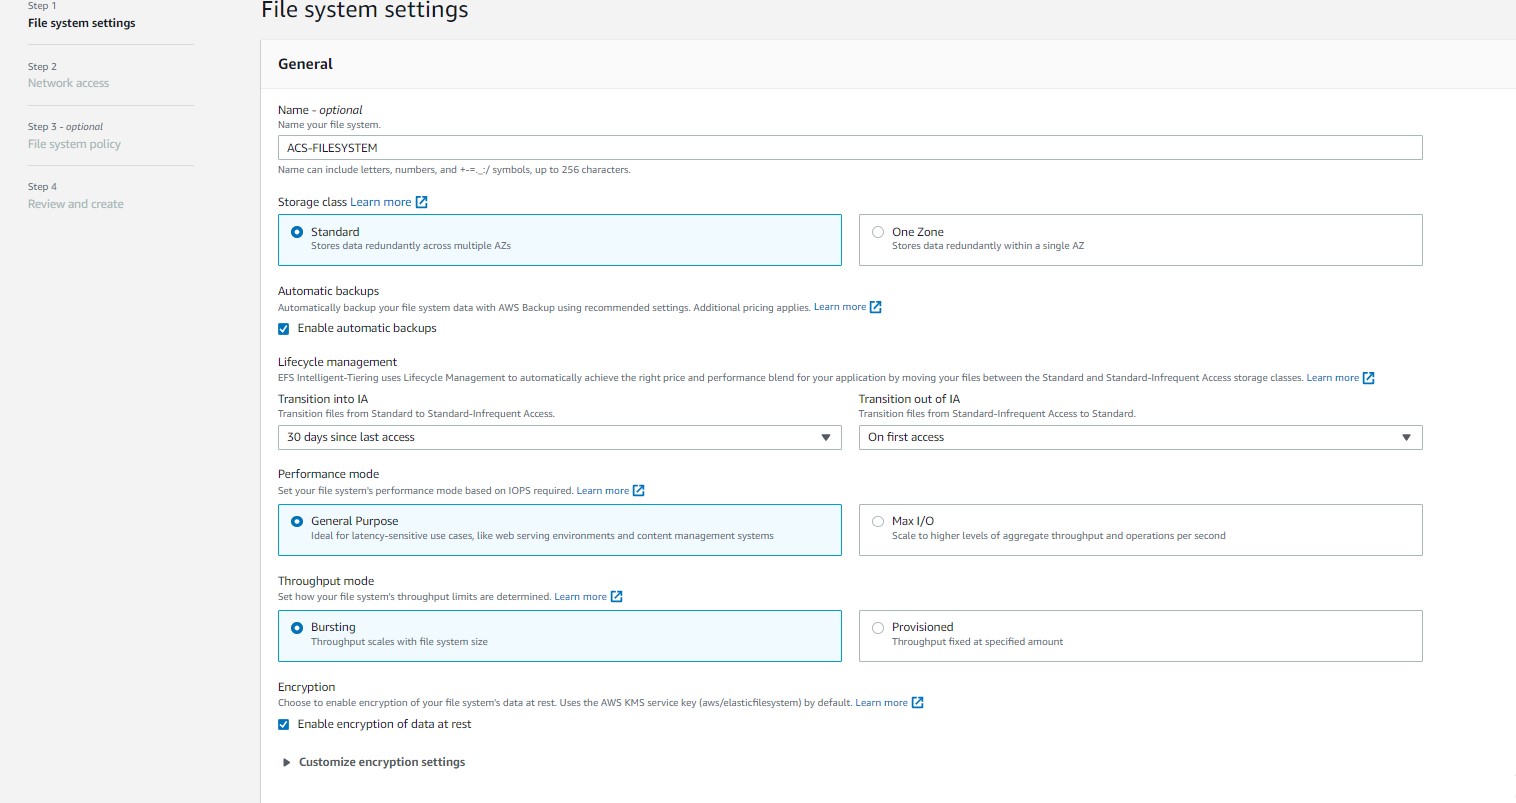 Step 1
File system settings
Step 2
Network access
Step 3 - optional
File system policy
Step 4
Review and create
File system settings
General
Name - optional
Name your file system.
ACS-FILESYSTEM
Name can include letters, numbers, and +-=._:/ symbols, up to 256 characters.
Storage class Learn more
Standard
Stores data redundantly across multiple AZs
One Zone
Stores data redundantly within a single AZ
Automatic backups
Automatically backup your file system data with AWS Backup using recommended settings. Additional pricing applies. Learn more
Enable automatic backups
Lifecycle management
EFS Intelligent-Tiering uses Lifecycle Management to automatically achieve the right price and performance blend for your application by moving your files between the Standard and Standard-Infrequent Access storage classes. Learn more
Transition into IA
Transition files from Standard to Standard-Infrequent Access.
30 days since last access
Transition out of IA
Transition files from Standard-Infrequent Access to Standard.
On first access
Performance mode
Set your file system's performance mode based on IOPS required. Learn more
General Purpose
Ideal for latency-sensitive use cases, like web serving environments and content management systems
Max I/O
Scale to higher levels of aggregate throughput and operations per second
Throughput mode
Set how your file system's throughput limits are determined. Learn more
Bursting
Throughput scales with file system size
Provisioned
Throughput fixed at specified amount
Encryption
Choose to enable encryption of your file system's data at rest. Uses the AWS KMS service key (aws/elasticfilesystem) by default. Learn more
Enable encryption of data at rest
Customize encryption settings